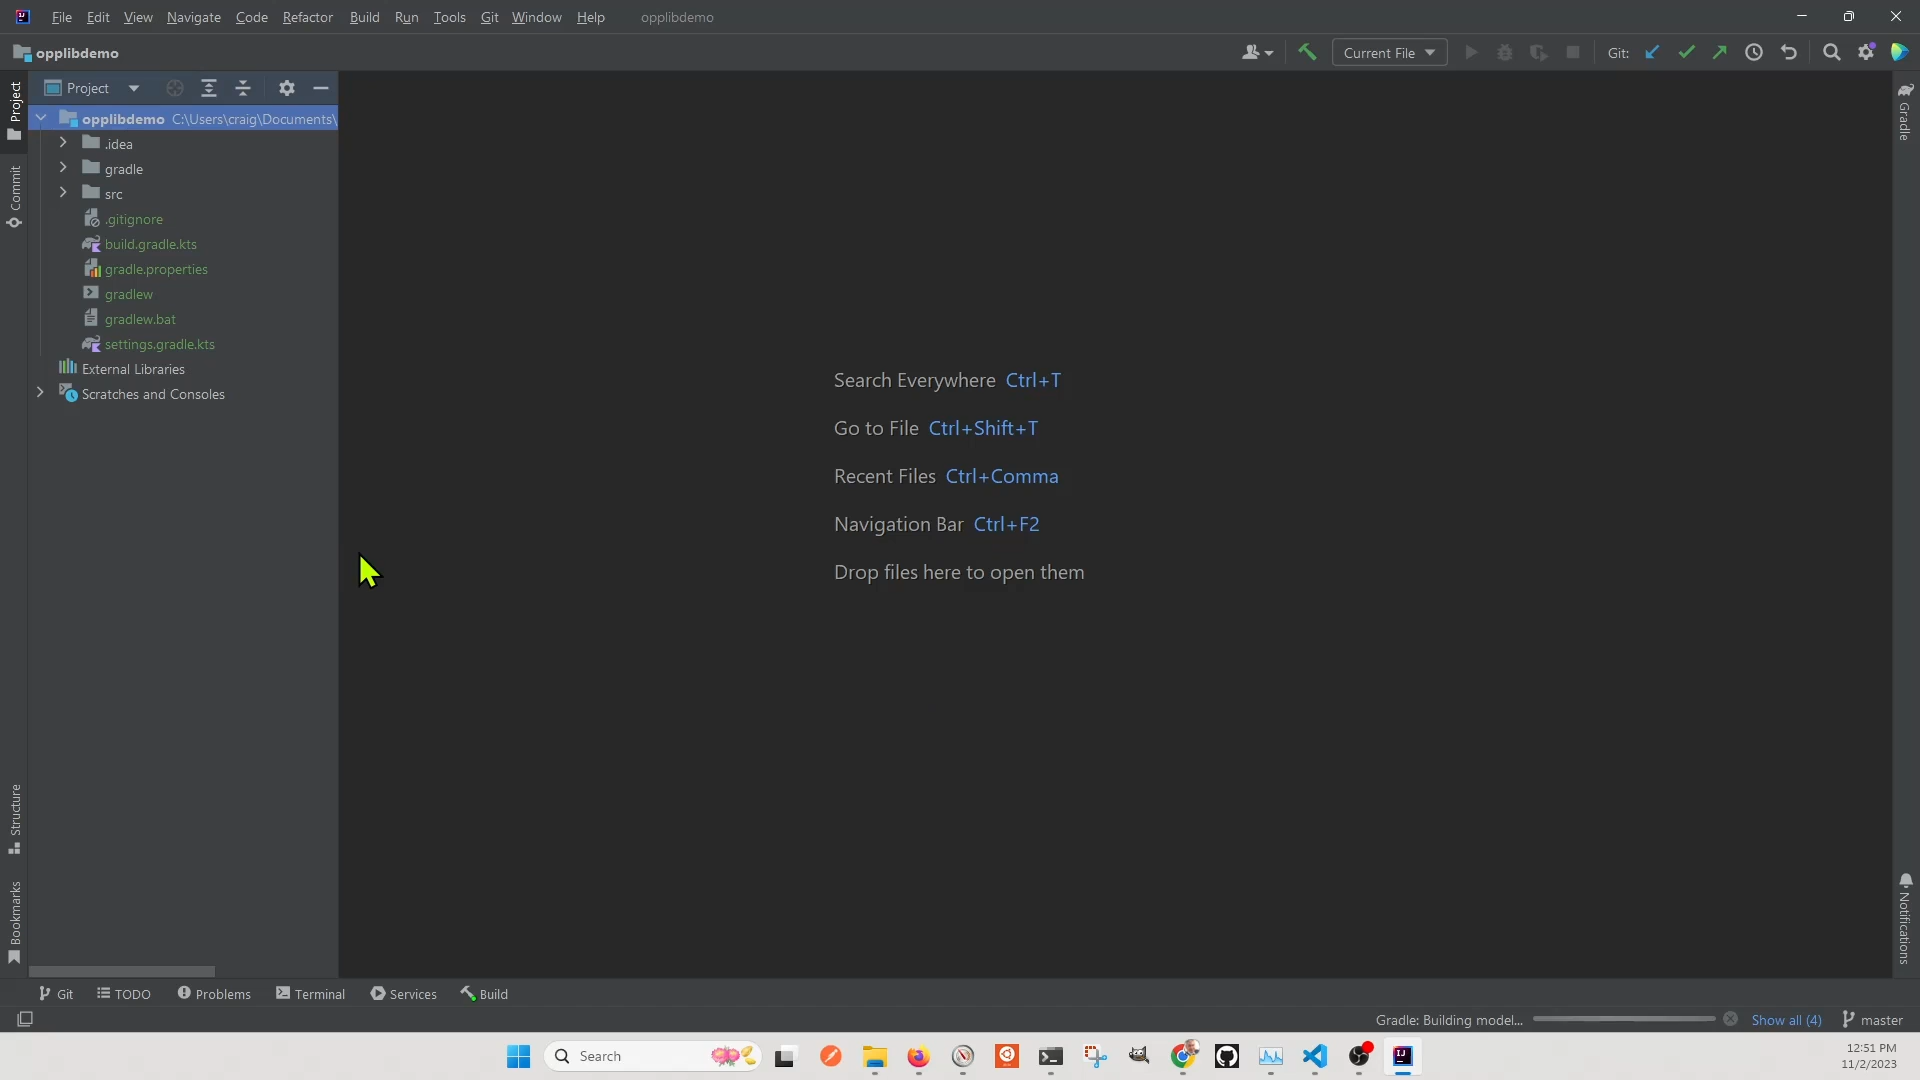 File Edit View Navigate Code Refactor Build Run Tools Git Window Help opplibdemo
opplibdemo
Current File
Git:
Project
opplibdemo C:\Users\craig\Documents\
.idea
gradle
src
.gitignore
build.gradle.kts
gradle.properties
gradlew
gradlew.bat
settings.gradle.kts
External Libraries
Scratches and Consoles
Project
Commit
Structure
Bookmarks
Search Everywhere Ctrl+T
Go to File Ctrl+Shift+T
Recent Files Ctrl+Comma
Navigation Bar Ctrl+F2
Drop files here to open them
Gradle
Notifications
Git TODO Problems Terminal Services Build
Gradle: Building model... Show all (4) master
Search
12:51 PM
11/2/2023